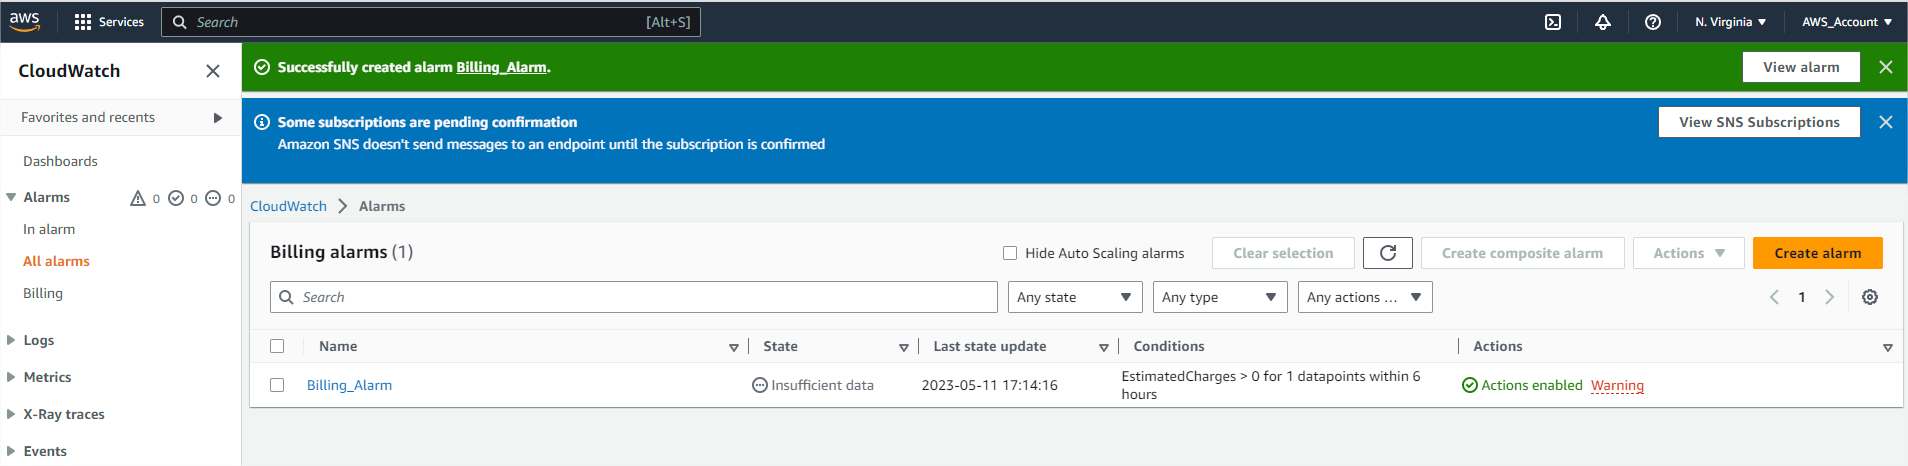 aws
Services
Search
[Alt+S]
N. Virginia
AWS_Account
CloudWatch
Favorites and recents
Dashboards
Alarms
0
0
0
In alarm
All alarms
Billing
Logs
Metrics
X-Ray traces
Events
Successfully created alarm Billing_Alarm.
View alarm
Some subscriptions are pending confirmation
Amazon SNS doesn't send messages to an endpoint until the subscription is confirmed
View SNS Subscriptions
CloudWatch
Alarms
Billing alarms (1)
Hide Auto Scaling alarms
Clear selection
Create composite alarm
Actions
Create alarm
Search
Any state
Any type
Any actions ...
1
Name
State
Last state update
Conditions
Actions
Billing_Alarm
Insufficient data
2023-05-11 17:14:16
EstimatedCharges > 0 for 1 datapoints within 6
hours
Actions enabled
Warning